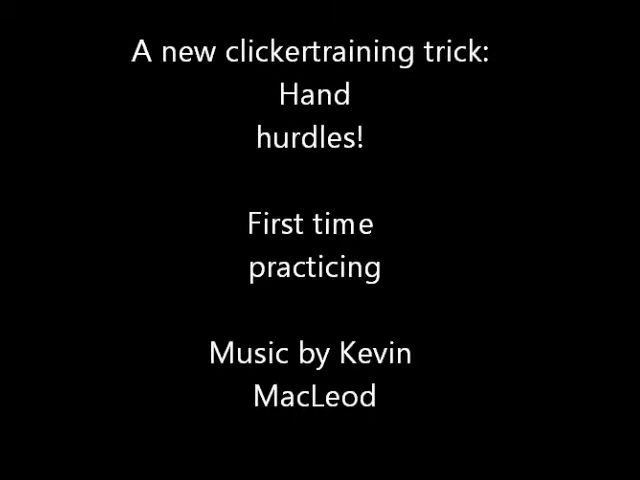 A new clickertraining trick:
Hand
hurdles!
First time
practicing
Music by Kevin
MacLeod